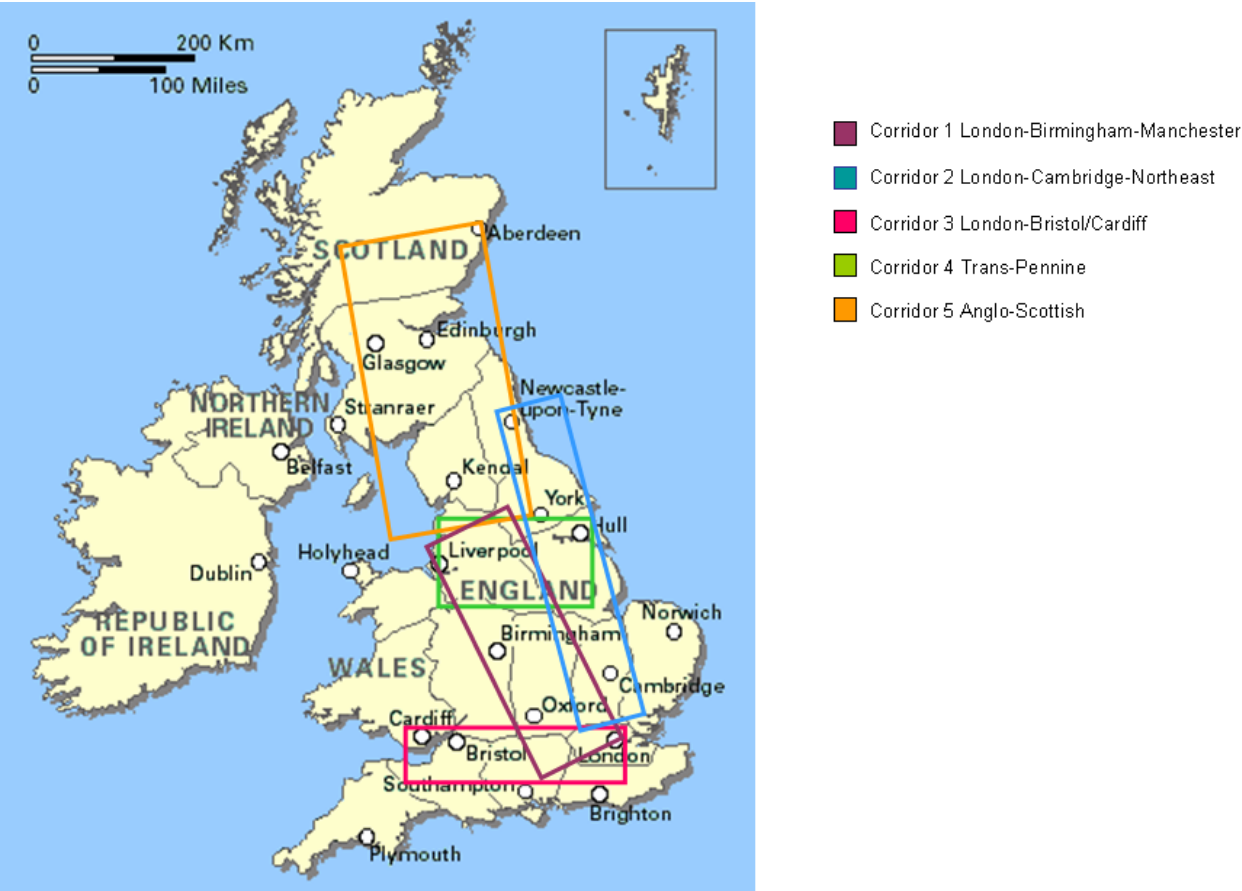 0 200 Km
0 100 Miles
Aberdeen
SCOTLAND
Edinburgh
Glasgow
Newcastle-
upon-Tyne
NORTHERN
IRELAND
Stranraer
Belfast
Kendal
York
Hull
Holyhead
Liverpool
Dublin
ENGLAND
REPUBLIC
OF IRELAND
Norwich
Birmingham
WALES
Cambridge
Oxford
Cardiff
Bristol
London
Southampton
Brighton
Plymouth
Corridor 1 London-Birmingham-Manchester
Corridor 2 London-Cambridge-Northeast
Corridor 3 London-Bristol/Cardiff
Corridor 4 Trans-Pennine
Corridor 5 Anglo-Scottish